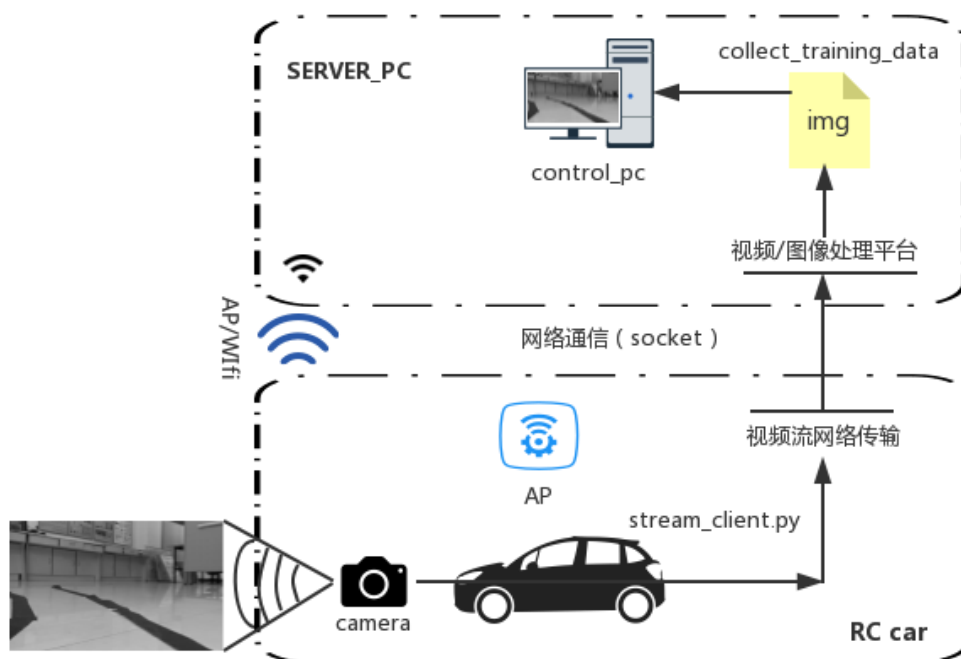 SERVER_PC
collect_training_data
img
control_pc
视频/图像处理平台
AP/WIfi
网络通信（socket）
视频流网络传输
AP
stream_client.py
camera
RC car